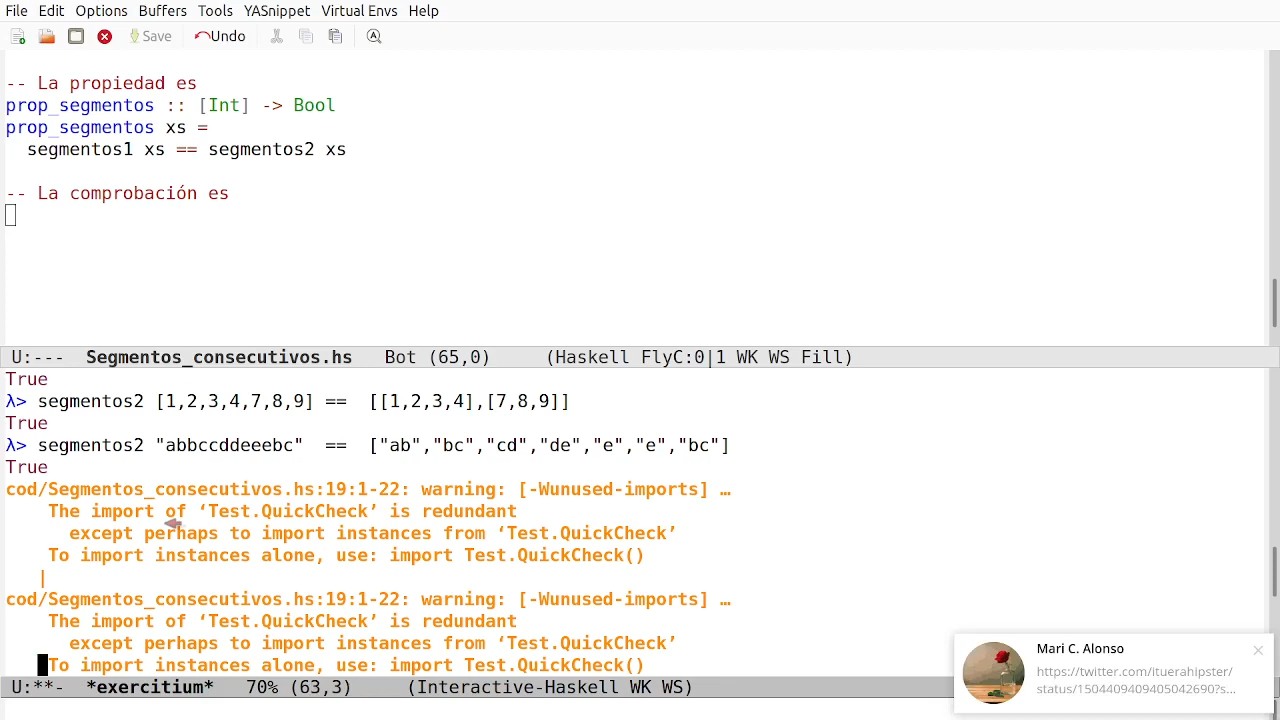 File Edit Options Buffers Tools YASnippet Virtual Envs Help
Save Undo
-- La propiedad es
prop_segmentos :: [Int] -> Bool
prop_segmentos xs =
segmentos1 xs == segmentos2 xs
-- La comprobación es
U:--- Segmentos_consecutivos.hs Bot (65,0) (Haskell FlyC:0|1 WK WS Fill)
True
λ> segmentos2 [1,2,3,4,7,8,9] == [[1,2,3,4],[7,8,9]]
True
λ> segmentos2 "abbccddeeebc" == ["ab","bc","cd","de","e","e","bc"]
True
cod/Segmentos_consecutivos.hs:19:1-22: warning: [-Wunused-imports] …
The import of ‘Test.QuickCheck’ is redundant
except perhaps to import instances from ‘Test.QuickCheck’
To import instances alone, use: import Test.QuickCheck()
|
cod/Segmentos_consecutivos.hs:19:1-22: warning: [-Wunused-imports] …
The import of ‘Test.QuickCheck’ is redundant
except perhaps to import instances from ‘Test.QuickCheck’
To import instances alone, use: import Test.QuickCheck()
U:**- *exercitium* 70% (63,3) (Interactive-Haskell WK WS)
Mari C. Alonso
https://twitter.com/ituerahipster/
status/1504409409405042690?s...